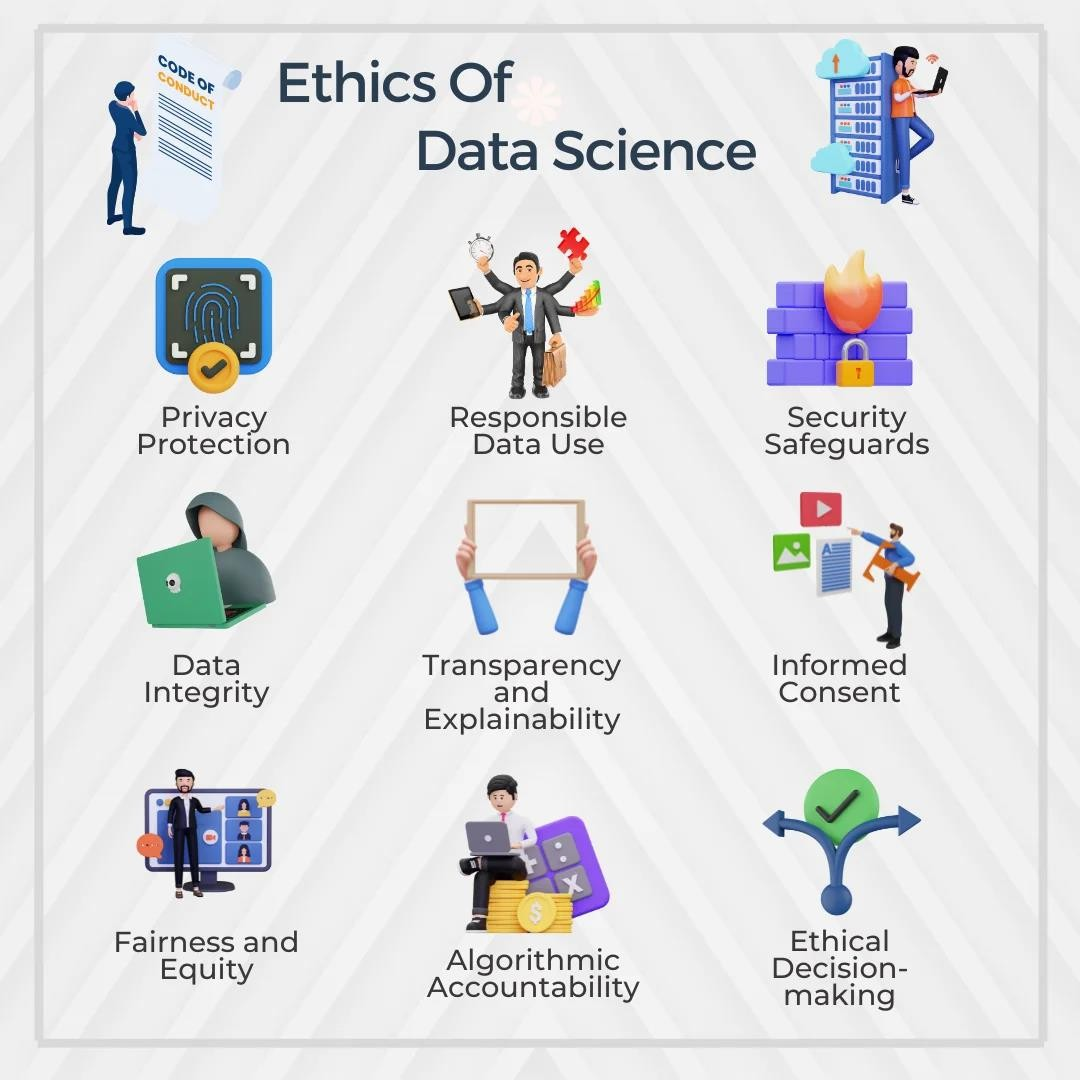 CODE OF
CONDUCT
Ethics Of
Data Science
Privacy
Protection
Responsible
Data Use
Security
Safeguards
Data
Integrity
Transparency
and
Explainability
A
Informed
Consent
Fairness and
Equity
X
$
Algorithmic
Accountability
Ethical
Decision-
making